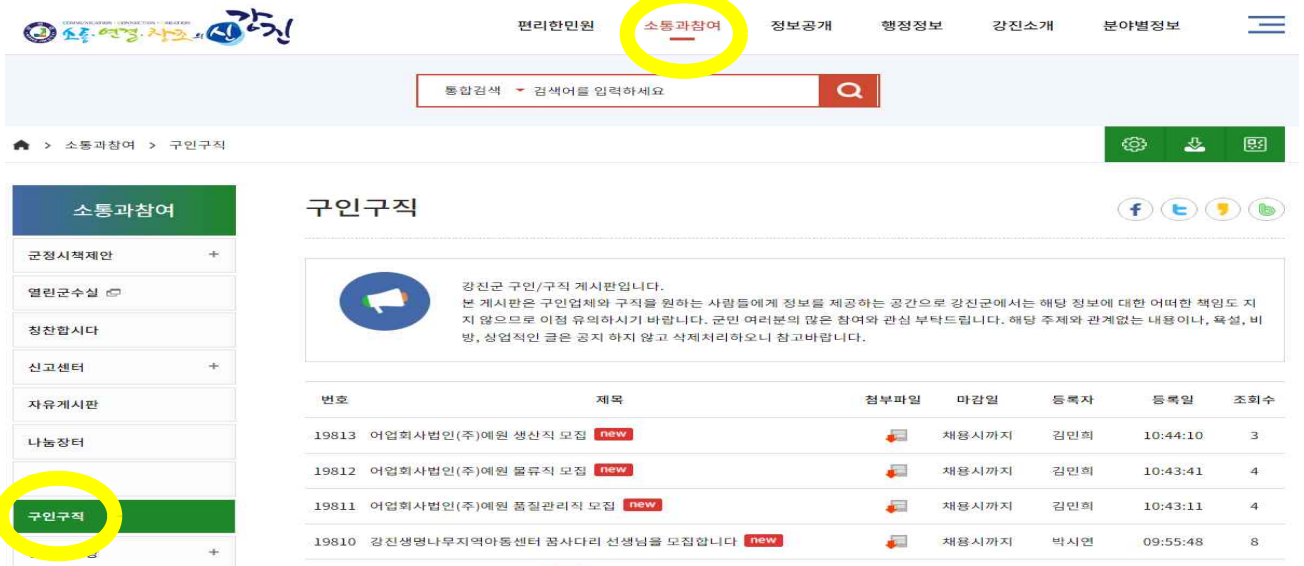 소통·연결·창조의 신 강진
편리한민원 소통과참여 정보공개 행정정보 강진소개 분야별정보
통합검색 검색어를 입력하세요
> 소통과참여 > 구인구직
소통과참여
군정시책제안 +
열린군수실
칭찬합시다
신고센터 +
자유게시판
나눔장터
구인구직
+
구인구직
강진군 구인/구직 게시판입니다.
본 게시판은 구인업체와 구직을 원하는 사람들에게 정보를 제공하는 공간으로 강진군에서는 해당 정보에 대한 어떠한 책임도 지
지 않으므로 이점 유의하시기 바랍니다. 군민 여러분의 많은 참여와 관심 부탁드립니다. 해당 주제와 관계없는 내용이나, 욕설, 비
방, 상업적인 글은 공지 하지 않고 삭제처리하오니 참고바랍니다.
번호 제목 첨부파일 마감일 등록자 등록일 조회수
19813 어업회사법인(주)예원 생산직 모집 new 채용시까지 김민희 10:44:10 3
19812 어업회사법인(주)예원 물류직 모집 new 채용시까지 김민희 10:43:41 4
19811 어업회사법인(주)예원 품질관리직 모집 new 채용시까지 김민희 10:43:11 4
19810 강진생명나무지역아동센터 꿈사다리 선생님을 모집합니다 new 채용시까지 박시연 09:55:48 8